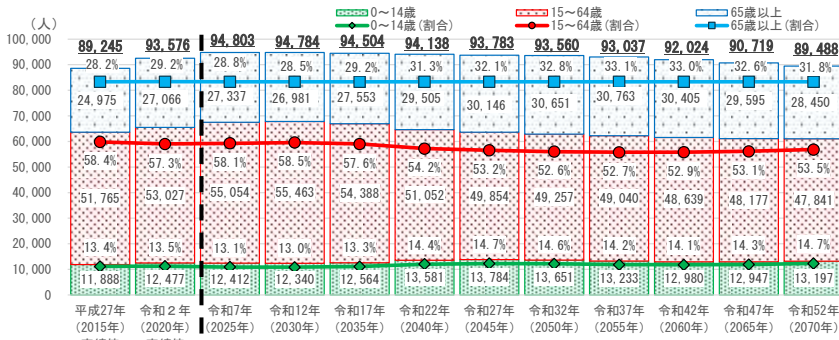 0～14歳 15～64歳 65歳以上
0～14歳(割合) 15～64歳(割合) 65歳以上(割合)
(人)
100,000
90,000
80,000
70,000
60,000
50,000
40,000
30,000
20,000
10,000
0
89,245 93,576 94,803 94,784 94,504 94,138 93,783 93,560 93,037 92,024 90,719 89,488
28.2% 29.2% 28.8% 28.5% 29.2% 31.3% 32.1% 32.8% 33.1% 33.0% 32.6% 31.8%
24,975 27,066 27,337 26,981 27,553 29,505 30,146 30,651 30,763 30,405 29,595 28,450
58.4% 57.3% 58.1% 58.5% 57.6% 54.2% 53.2% 52.6% 52.7% 52.9% 53.1% 53.5%
51,765 53,027 55,054 55,463 54,388 51,052 49,854 49,257 49,040 48,639 48,177 47,841
13.4% 13.5% 13.1% 13.0% 13.3% 14.4% 14.7% 14.6% 14.2% 14.1% 14.3% 14.7%
11,888 12,477 12,412 12,340 12,564 13,581 13,784 13,651 13,233 12,980 12,947 13,197
平成27年 令和２年 令和7年 令和12年 令和17年 令和22年 令和27年 令和32年 令和37年 令和42年 令和47年 令和52年
(2015年) (2020年) (2025年) (2030年) (2035年) (2040年) (2045年) (2050年) (2055年) (2060年) (2065年) (2070年)